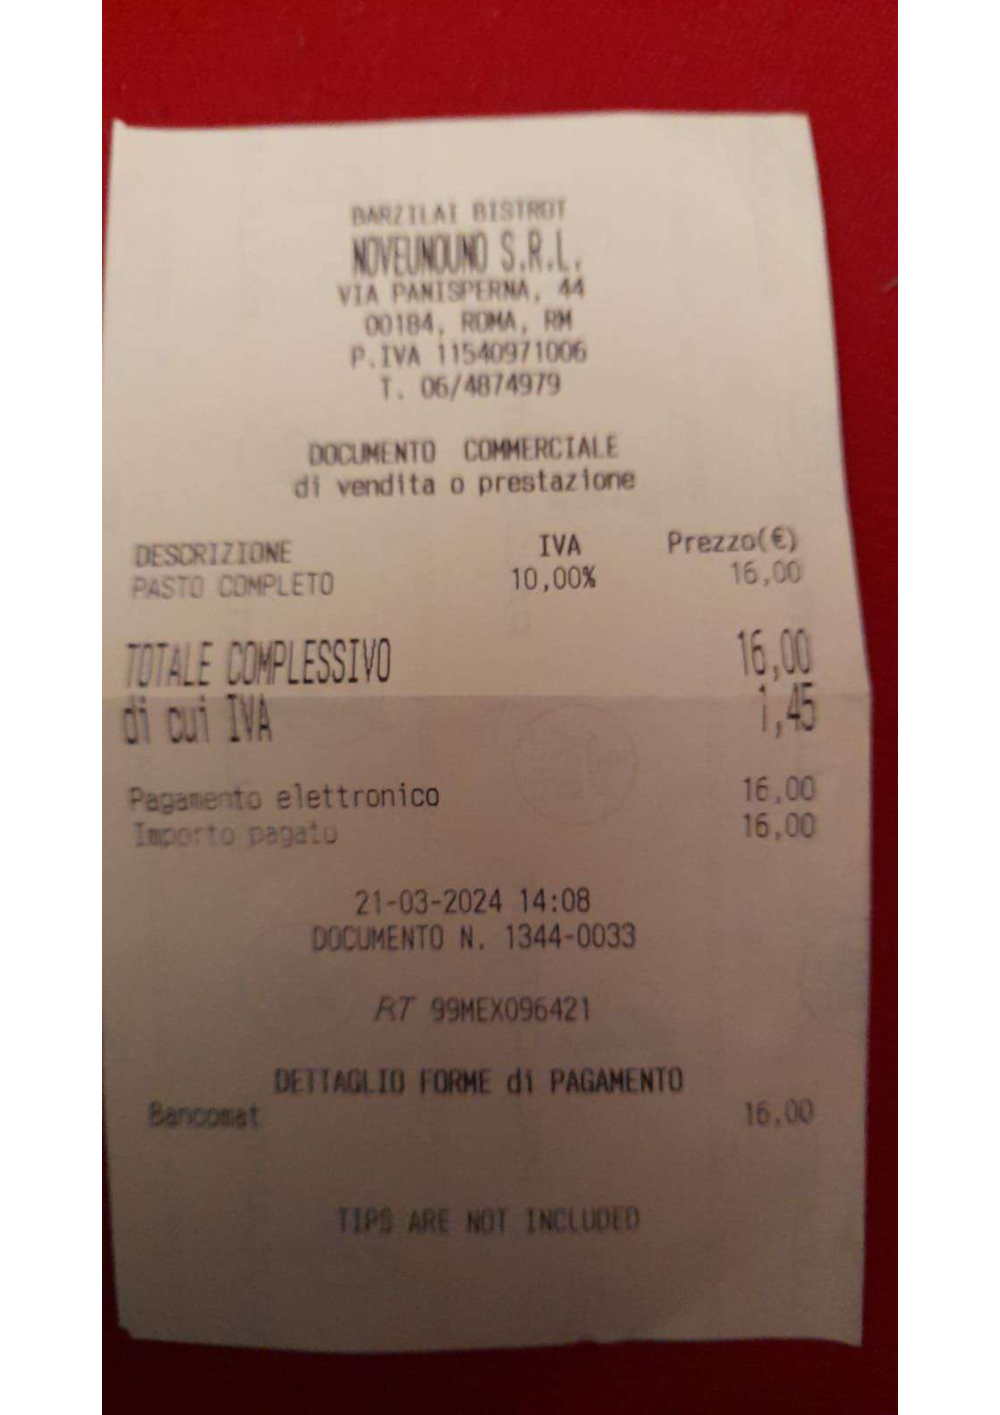 BARZILAI BISTROT
NOVEUNOUNO S.R.L.
VIA PANISPERNA, 44
00184, ROMA, RM
P.IVA 11540971006
T. 06/4874979
DOCUMENTO COMMERCIALE
di vendita o prestazione
DESCRIZIONE IVA Prezzo(€)
PASTO COMPLETO 10,00% 16,00
TOTALE COMPLESSIVO 16,00
di cui IVA 1,45
Pagamento elettronico 16,00
Importo pagato 16,00
21-03-2024 14:08
DOCUMENTO N. 1344-0033
RT 99MEX096421
DETTAGLIO FORME di PAGAMENTO
Bancomat 16,00
TIPS ARE NOT INCLUDED